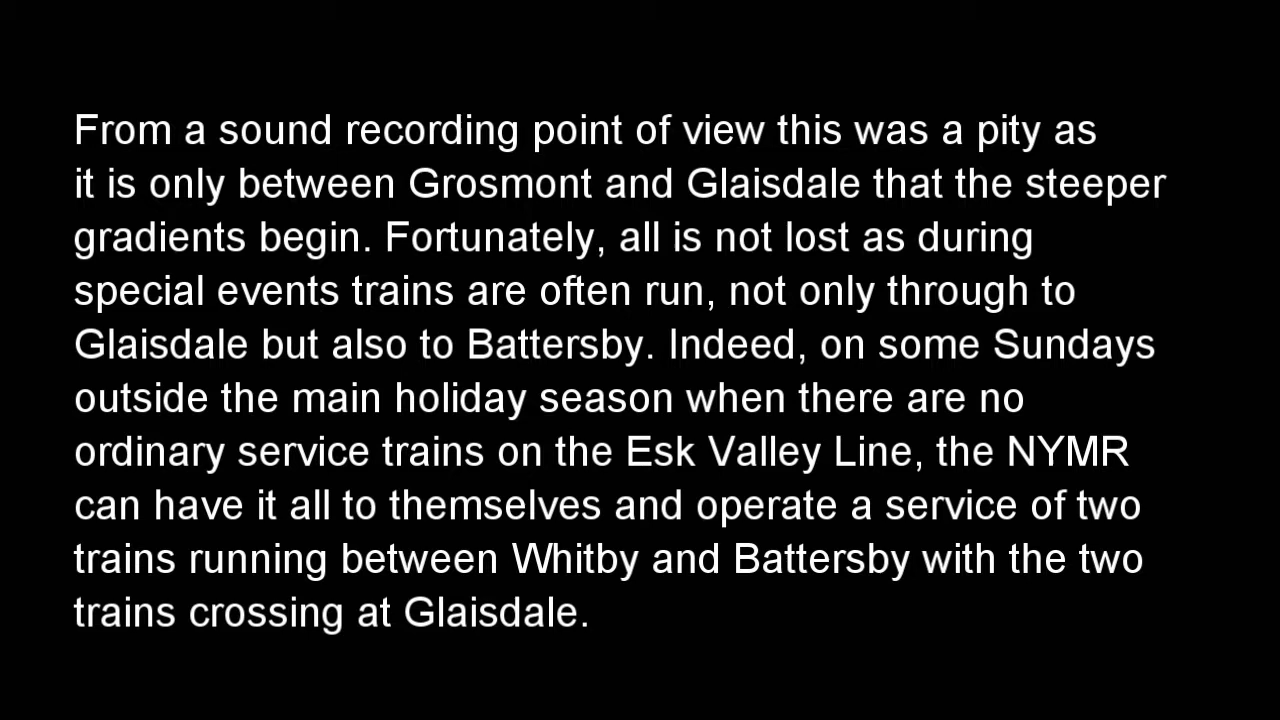 From a sound recording point of view this was a pity as
it is only between Grosmont and Glaisdale that the steeper
gradients begin. Fortunately, all is not lost as during
special events trains are often run, not only through to
Glaisdale but also to Battersby. Indeed, on some Sundays
outside the main holiday season when there are no
ordinary service trains on the Esk Valley Line, the NYMR
can have it all to themselves and operate a service of two
trains running between Whitby and Battersby with the two
trains crossing at Glaisdale.